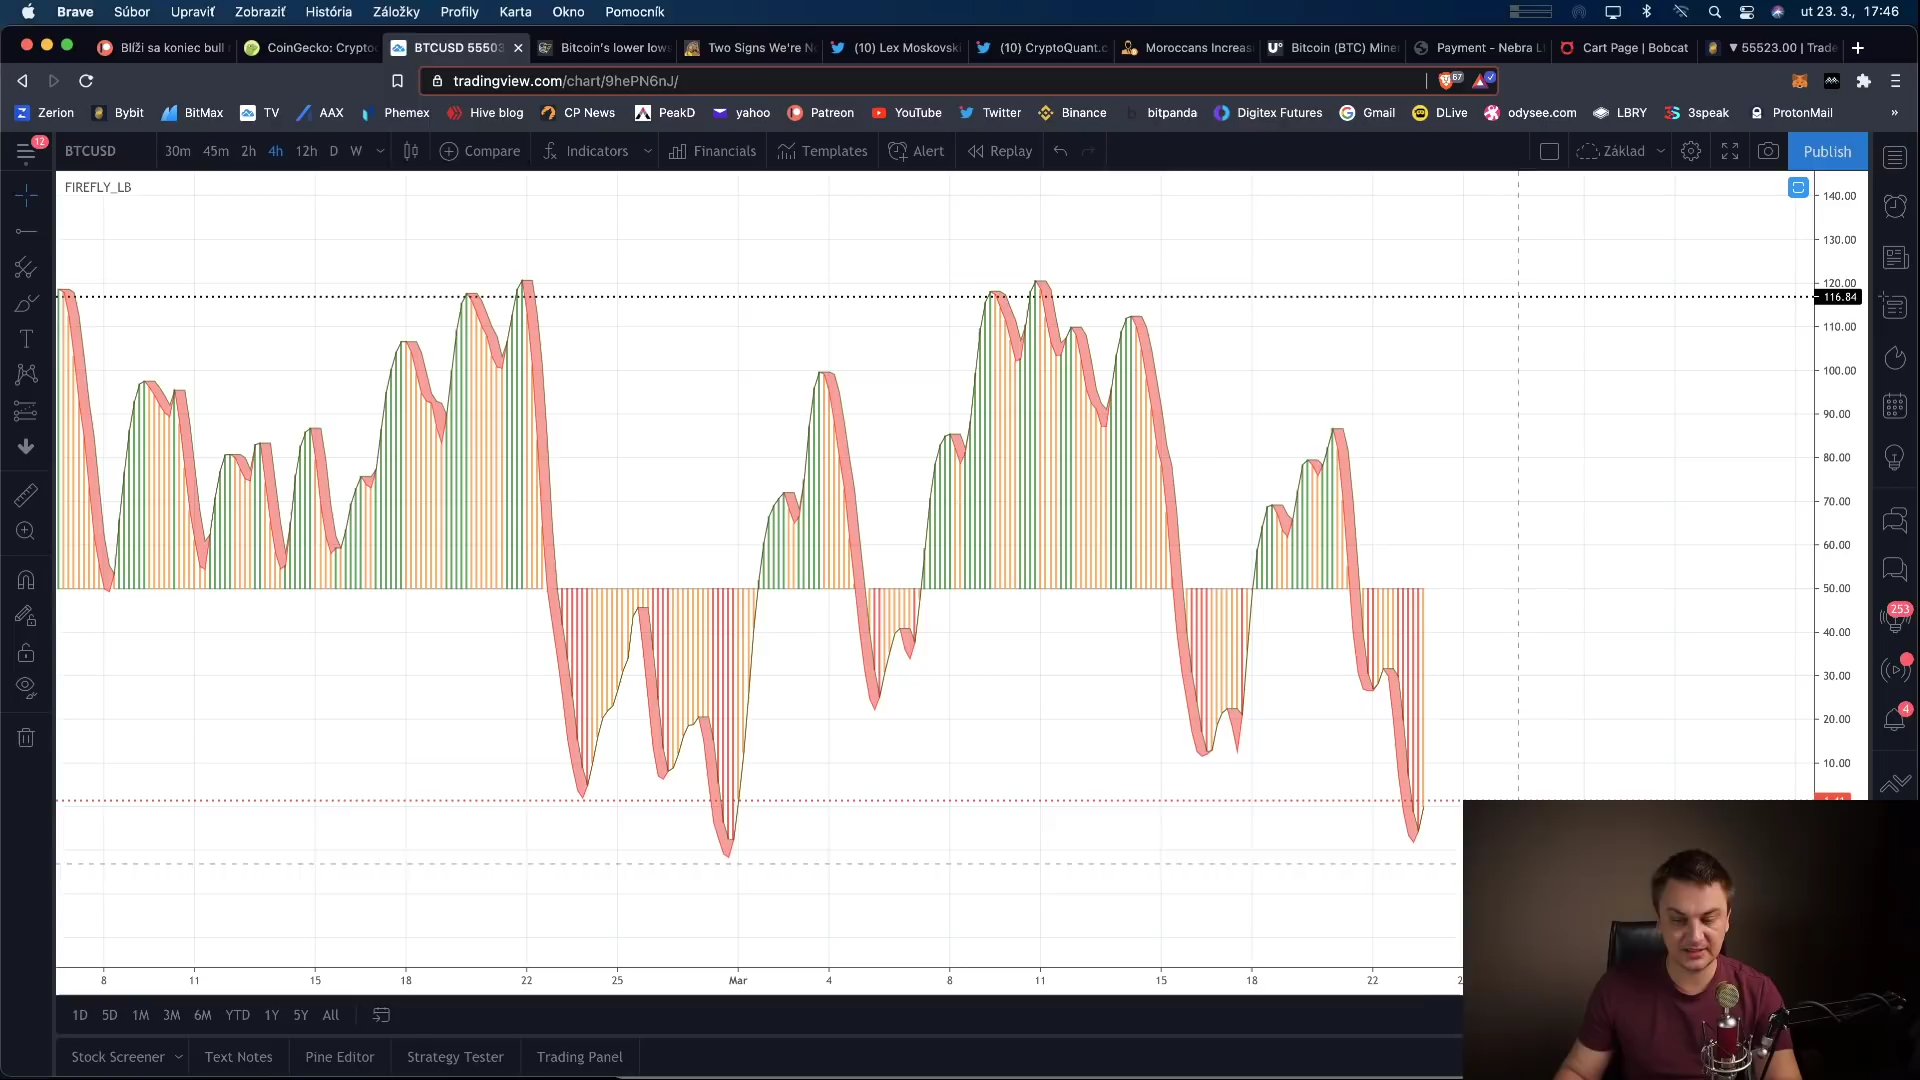 Brave Súbor Upraviť Zobraziť História Záložky Profily Karta Okno Pomocník ut 23. 3., 17:46
Blíži sa koniec bull CoinGecko: Crypto BTCUSD 55503 Bitcoin's lower low Two Signs We're N (10) Lex Moskovski (10) CryptoQuant.c Moroccans Increas Bitcoin (BTC) Mine Payment - Nebra L Cart Page | Bobcat ▼ 55523.00 | Trade
tradingview.com/chart/9hePN6nJ/ 67
Zerion Bybit BitMax TV AAX Phemex Hive blog CP News PeakD yahoo Patreon YouTube Twitter Binance bitpanda Digitex Futures Gmail DLive odysee.com LBRY 3speak ProtonMail »
12 BTCUSD 30m 45m 2h 4h 12h D W Compare Indicators Financials Templates Alert Replay Základ Publish
FIREFLY_LB
140.00
130.00
120.00
116.84
110.00
100.00
90.00
80.00
70.00
60.00
50.00
40.00
30.00
20.00
10.00
253
4
8 11 15 18 22 25 Mar 4 8 11 15 18 22
1D 5D 1M 3M 6M YTD 1Y 5Y All
Stock Screener Text Notes Pine Editor Strategy Tester Trading Panel